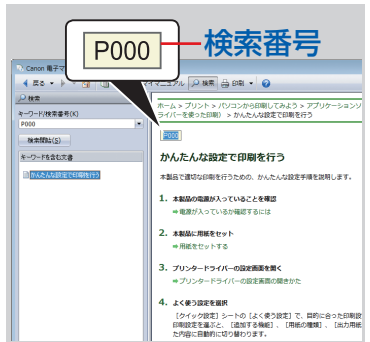 P000
検索番号
Canon 電子マ
戻る
マイマニュアル
検索
印刷
検索
ホーム > プリント > パソコンから印刷してみよう > アプリケーションソ
キーワード/検索番号(K)
ライバーを使った印刷) > かんたんな設定で印刷を行う
P000
P000
検索開始(S)
かんたんな設定で印刷を行う
キーワードを含む文書
かんたんな設定で印刷を行う
本製品で適切な印刷を行うための、かんたんな設定手順を説明します。
1. 本製品の電源が入っていることを確認
⇒電源が入っているか確認するには
2. 本製品に用紙をセット
⇒用紙をセットする
3. プリンタードライバーの設定画面を開く
⇒プリンタードライバーの設定画面の開きかた
4. よく使う設定を選択
[クイック設定] シートの [よく使う設定] で、目的に合った印刷設
印刷設定を選ぶと、[追加する機能]、[用紙の種類]、[出力用紙
た内容に自動的に切り替わります。